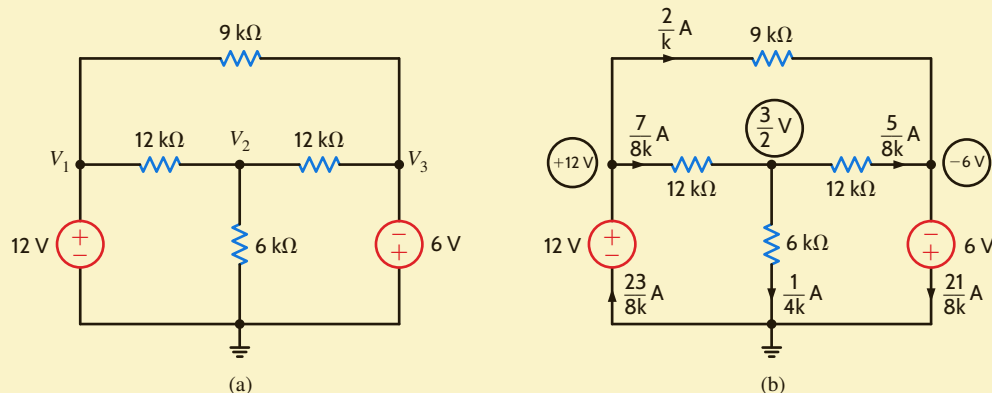 9 kΩ
12 kΩ V2 12 kΩ
V1 V3
12 V + − 6 kΩ − + 6 V
(a)
2/k A 9 kΩ
7/8k A 3/2 V 5/8k A
+12 V −6 V
12 kΩ 12 kΩ
12 V + − 6 kΩ − + 6 V
23/8k A 1/4k A 21/8k A
(b)